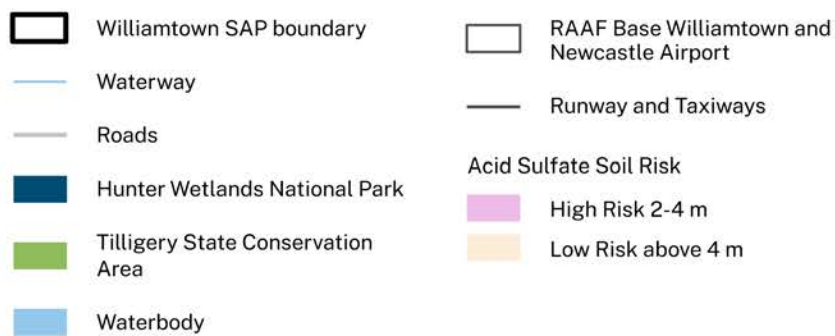 Williamtown SAP boundary
Waterway
Roads
Hunter Wetlands National Park
Tilligery State Conservation
Area
Waterbody
RAAF Base Williamtown and
Newcastle Airport
Runway and Taxiways
Acid Sulfate Soil Risk
High Risk 2-4 m
Low Risk above 4 m